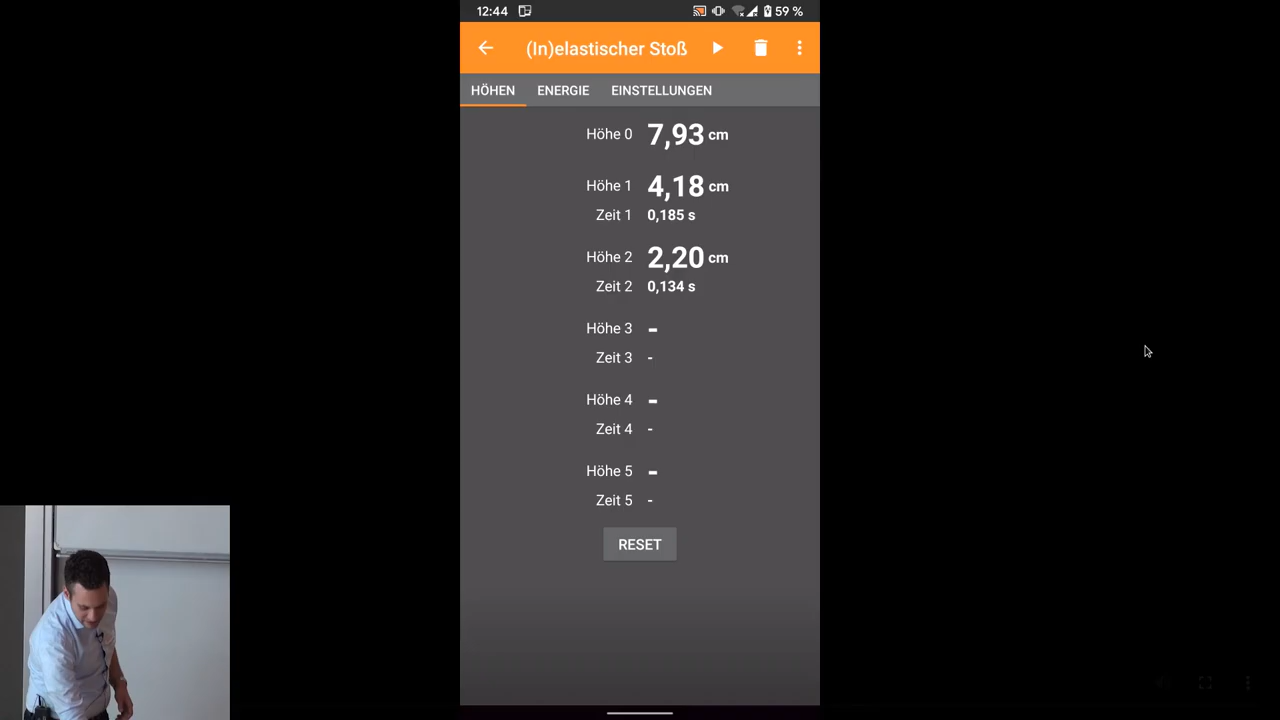 12:44 59 %
(In)elastischer Stoß
HÖHEN ENERGIE EINSTELLUNGEN
Höhe 0 7,93 cm
Höhe 1 4,18 cm
Zeit 1 0,185 s
Höhe 2 2,20 cm
Zeit 2 0,134 s
Höhe 3 -
Zeit 3 -
Höhe 4 -
Zeit 4 -
Höhe 5 -
Zeit 5 -
RESET